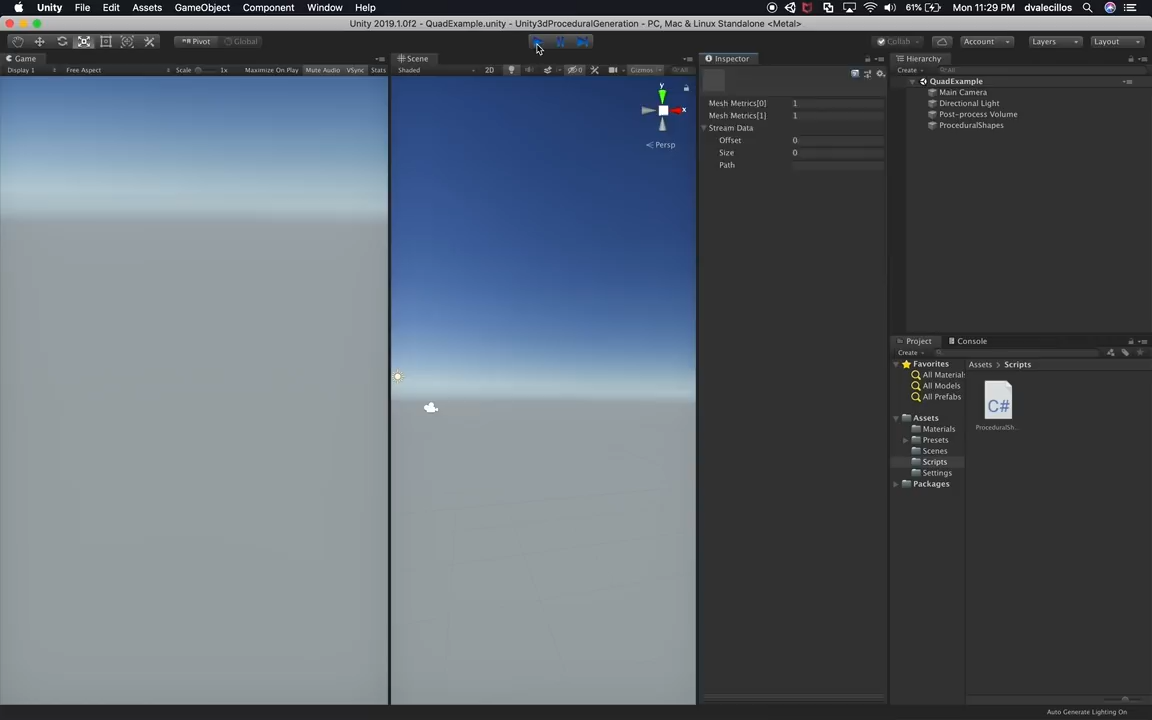 Unity File Edit Assets GameObject Component Window Help 61% Mon 11:29 PM dvalecillos
Unity 2019.1.0f2 - QuadExample.unity - Unity3dProceduralGeneration - PC, Mac & Linux Standalone <Metal>
Pivot Global Collab Account Layers Layout
Game Scene Inspector Hierarchy
Display 1 Free Aspect Scale 1x Maximize On Play Mute Audio VSync Stats Shaded 2D 0 Gizmos All Create All
QuadExample
Main Camera
Directional Light
Post-process Volume
ProceduralShapes
y
x
Persp
Mesh Metrics[0] 1
Mesh Metrics[1] 1
Stream Data
Offset 0
Size 0
Path
Project Console
Create
Favorites
All Material
All Models
All Prefabs
Assets
Materials
Presets
Scenes
Scripts
Settings
Packages
Assets > Scripts
C#
ProceduralSh...
Auto Generate Lighting On